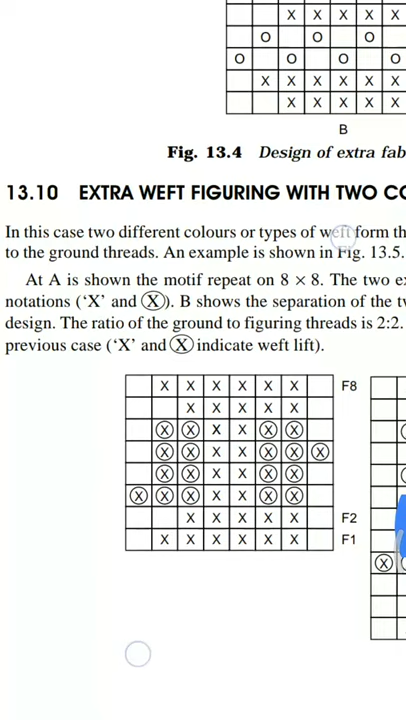 X X X X X
O O O
O O O O
X X X X X X
X X X X X
B
Fig. 13.4 Design of extra fab
13.10 EXTRA WEFT FIGURING WITH TWO CO
In this case two different colours or types of weft form th
to the ground threads. An example is shown in Fig. 13.5.
At A is shown the motif repeat on 8 × 8. The two ex
notations ('X' and Ⓧ). B shows the separation of the tw
design. The ratio of the ground to figuring threads is 2:2.
previous case ('X' and Ⓧ indicate weft lift).
X X X X X X F8
X X X X X
Ⓧ Ⓧ X X Ⓧ Ⓧ
Ⓧ Ⓧ X X Ⓧ Ⓧ Ⓧ
Ⓧ Ⓧ X X Ⓧ Ⓧ
Ⓧ Ⓧ Ⓧ X X Ⓧ Ⓧ
X X X X X F2
X X X X X X F1
Ⓧ